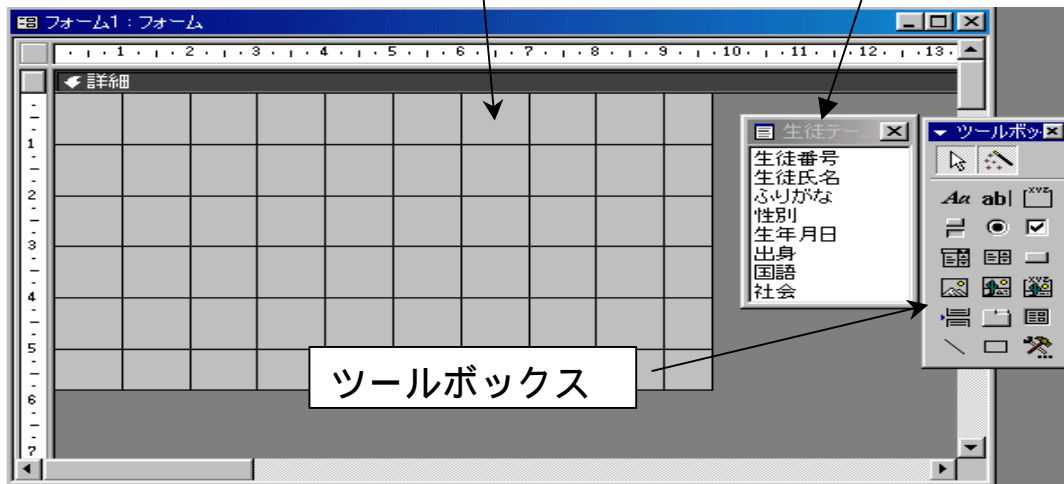 フォーム1 : フォーム
1 2 3 4 5 6 7 8 9 10 11 12 13
詳細
1
2
3
4
5
6
7
生徒テー...
生徒番号
生徒氏名
ふりがな
性別
生年月日
出身
国語
社会
ツールボッ
Aa ab|
ツールボックス